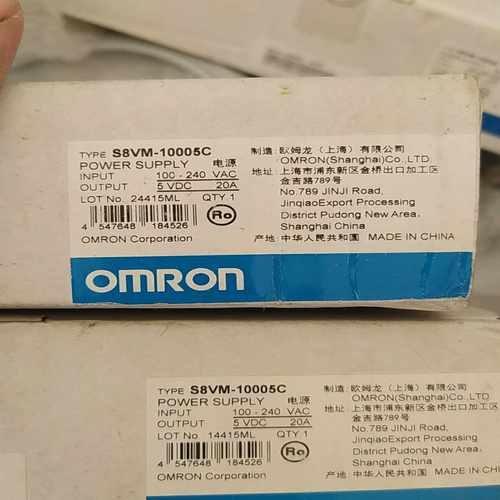 TYPE S8VM-10005C
POWER SUPPLY 电源
INPUT 100 - 240 VAC
OUTPUT 5 VDC 20A
LOT No. 24415ML QTY 1
4 547648 184526
Ro
OMRON Corporation
制造: 欧姆龙（上海）有限公司
OMRON(Shanghai)Co.,LTD.
地址: 上海市浦东新区金桥出口加工区
金吉路789号
No.789 JINJI Road,
JinqiaoExport Processing
District Pudong New Area,
Shanghai China
产地: 中华人民共和国 MADE IN CHINA
OMRON
TYPE S8VM-10005C
POWER SUPPLY 电源
INPUT 100 - 240 VAC
OUTPUT 5 VDC 20A
LOT No. 14415ML QTY 1
4 547648 184526
Ro
OMRON Corporation
制造: 欧姆龙（上海）有限公司
OMRON(Shanghai)Co.,LTD.
地址: 上海市浦东新区金桥出口加工区
金吉路789号
No.789 JINJI Road,
JinqiaoExport Processing
District Pudong New Area,
Shanghai China
产地: 中华人民共和国 MADE IN CHINA